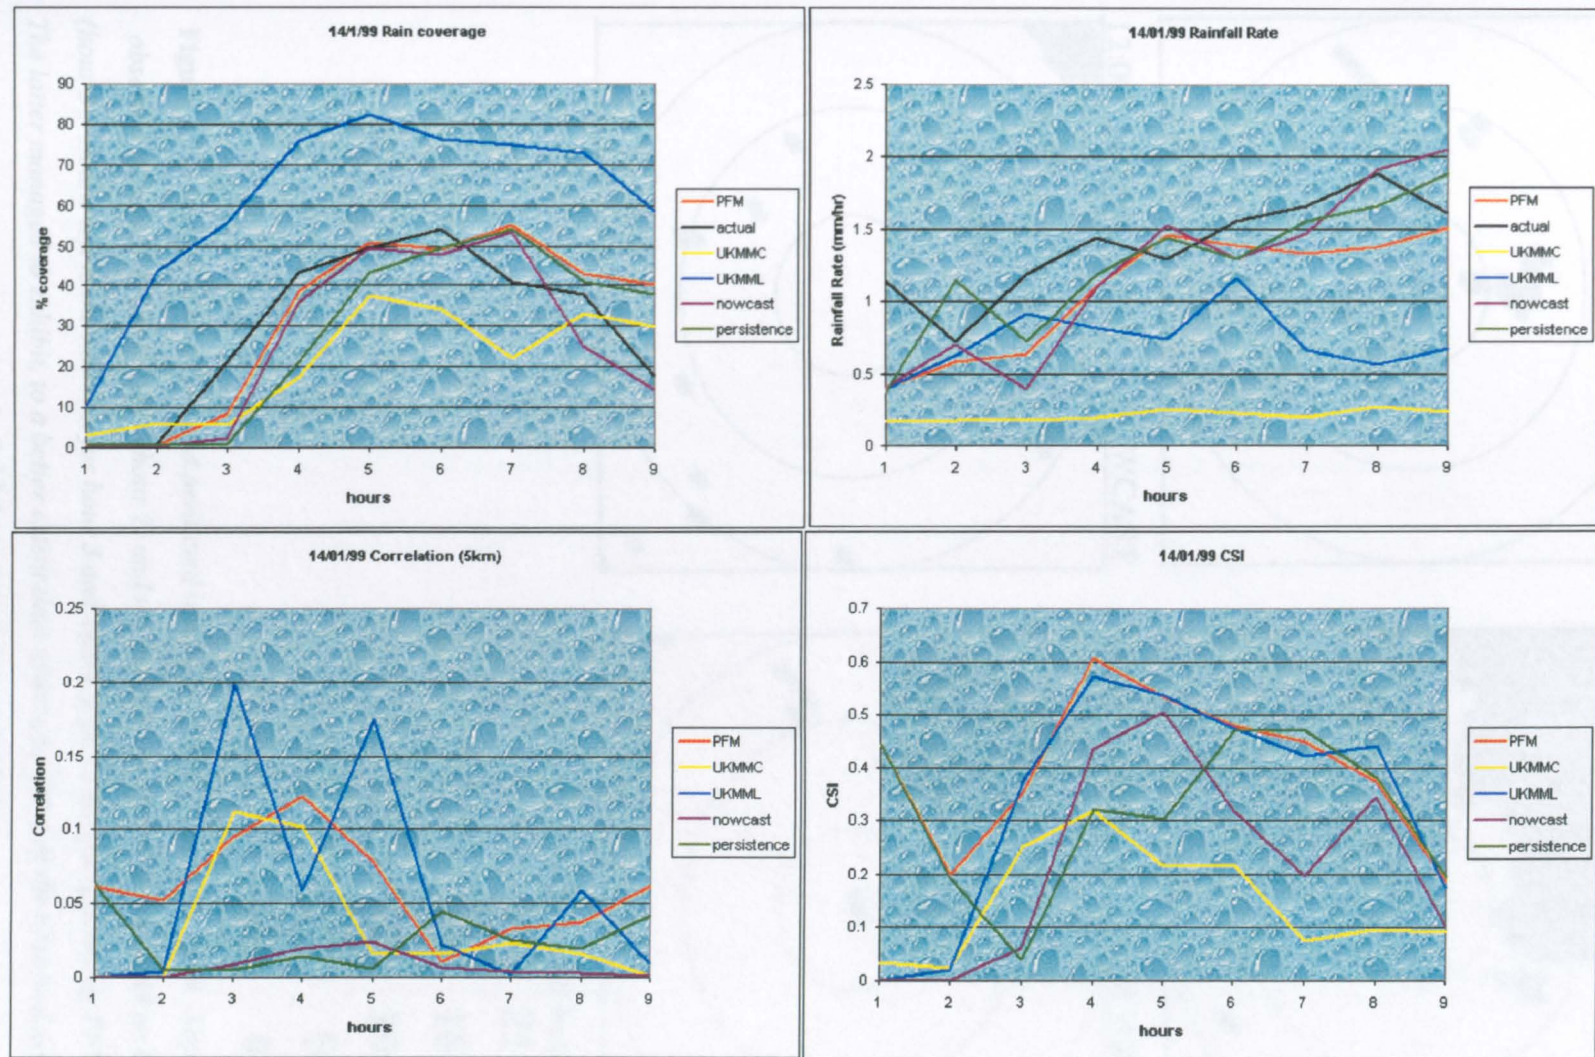 14/1/99 Rain coverage
90
80
70
60
50
40
30
20
10
0
% coverage
1 2 3 4 5 6 7 8 9
hours
PFM
actual
UKMMC
UKMML
nowcast
persistence
14/01/99 Rainfall Rate
2.5
2
1.5
1
0.5
0
Rainfall Rate (mm/hr)
1 2 3 4 5 6 7 8 9
hours
PFM
actual
UKMMC
UKMML
nowcast
persistence
14/01/99 Correlation (5km)
0.25
0.2
0.15
0.1
0.05
0
Correlation
1 2 3 4 5 6 7 8 9
hours
PFM
UKMMC
UKMML
nowcast
persistence
14/01/99 CSI
0.7
0.6
0.5
0.4
0.3
0.2
0.1
0
CSI
1 2 3 4 5 6 7 8 9
hours
PFM
UKMMC
UKMML
nowcast
persistence